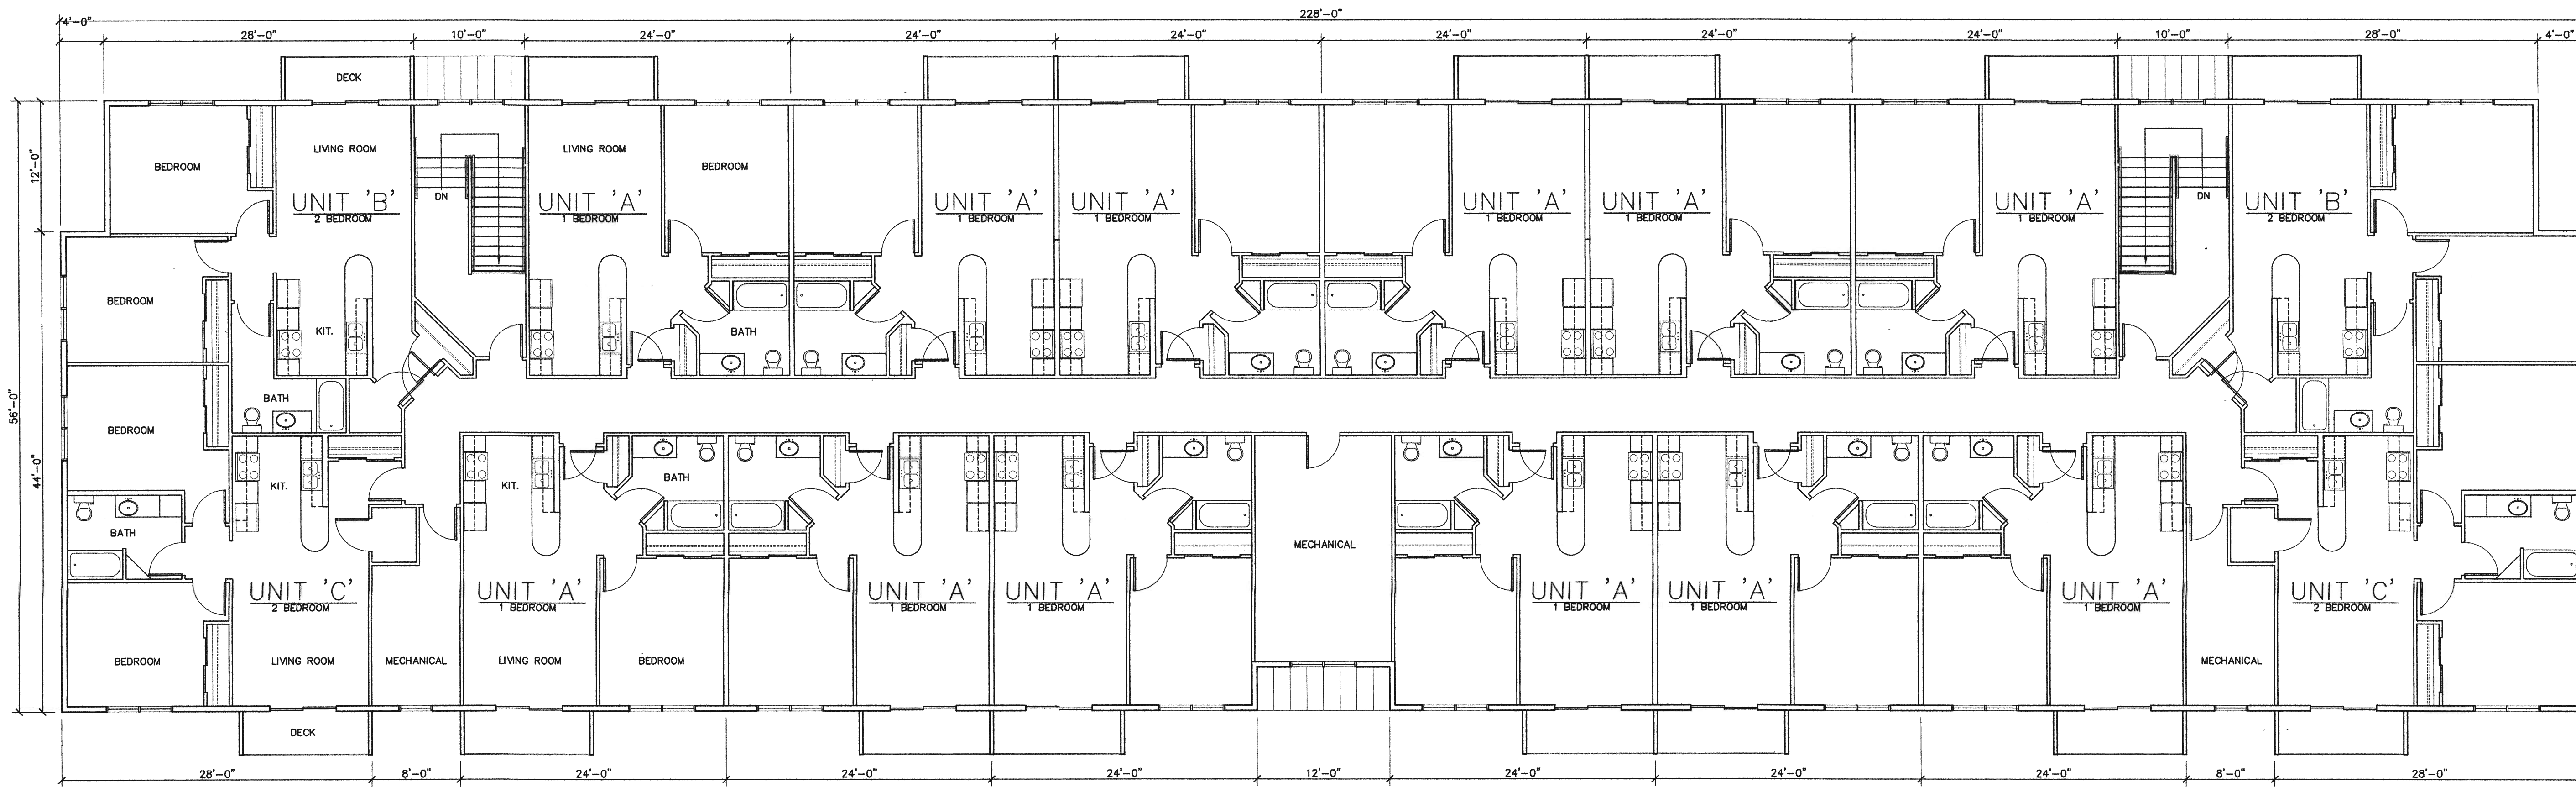 228'-0"
4'-0" 28'-0" 10'-0" 24'-0" 24'-0" 24'-0" 24'-0" 24'-0" 24'-0" 10'-0" 28'-0" 4'-0"
DECK
LIVING ROOM LIVING ROOM
BEDROOM BEDROOM
12'-0"
DN DN
UNIT 'B' UNIT 'A' UNIT 'A' UNIT 'A' UNIT 'A' UNIT 'A' UNIT 'A' UNIT 'B'
2 BEDROOM 1 BEDROOM 1 BEDROOM 1 BEDROOM 1 BEDROOM 1 BEDROOM 1 BEDROOM 2 BEDROOM
BEDROOM
KIT. BATH
BATH
56'-0"
BEDROOM
44'-0"
KIT. KIT. BATH
BATH
MECHANICAL
UNIT 'C' UNIT 'A' UNIT 'A' UNIT 'A' UNIT 'A' UNIT 'A' UNIT 'A' UNIT 'C'
2 BEDROOM 1 BEDROOM 1 BEDROOM 1 BEDROOM 1 BEDROOM 1 BEDROOM 1 BEDROOM 2 BEDROOM
BEDROOM LIVING ROOM MECHANICAL LIVING ROOM BEDROOM MECHANICAL
DECK
28'-0" 8'-0" 24'-0" 24'-0" 24'-0" 12'-0" 24'-0" 24'-0" 24'-0" 8'-0" 28'-0"